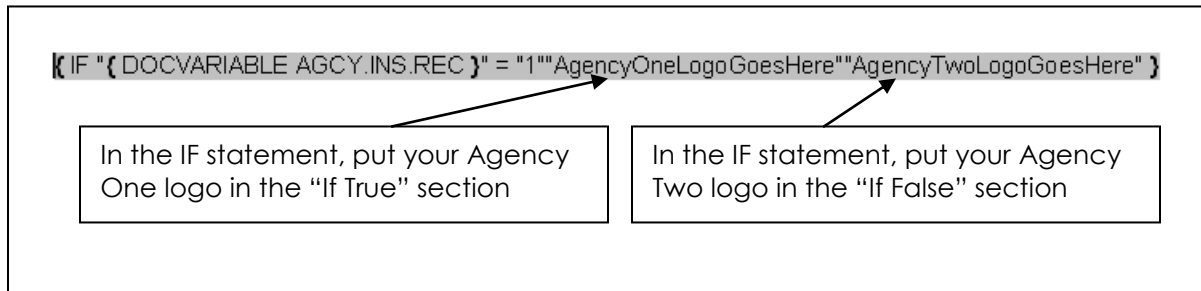 { IF "{ DOCVARIABLE AGCY.INS.REC }" = "1""AgencyOneLogoGoesHere""AgencyTwoLogoGoesHere" }
In the IF statement, put your Agency
One logo in the “If True” section
In the IF statement, put your Agency
Two logo in the “If False” section